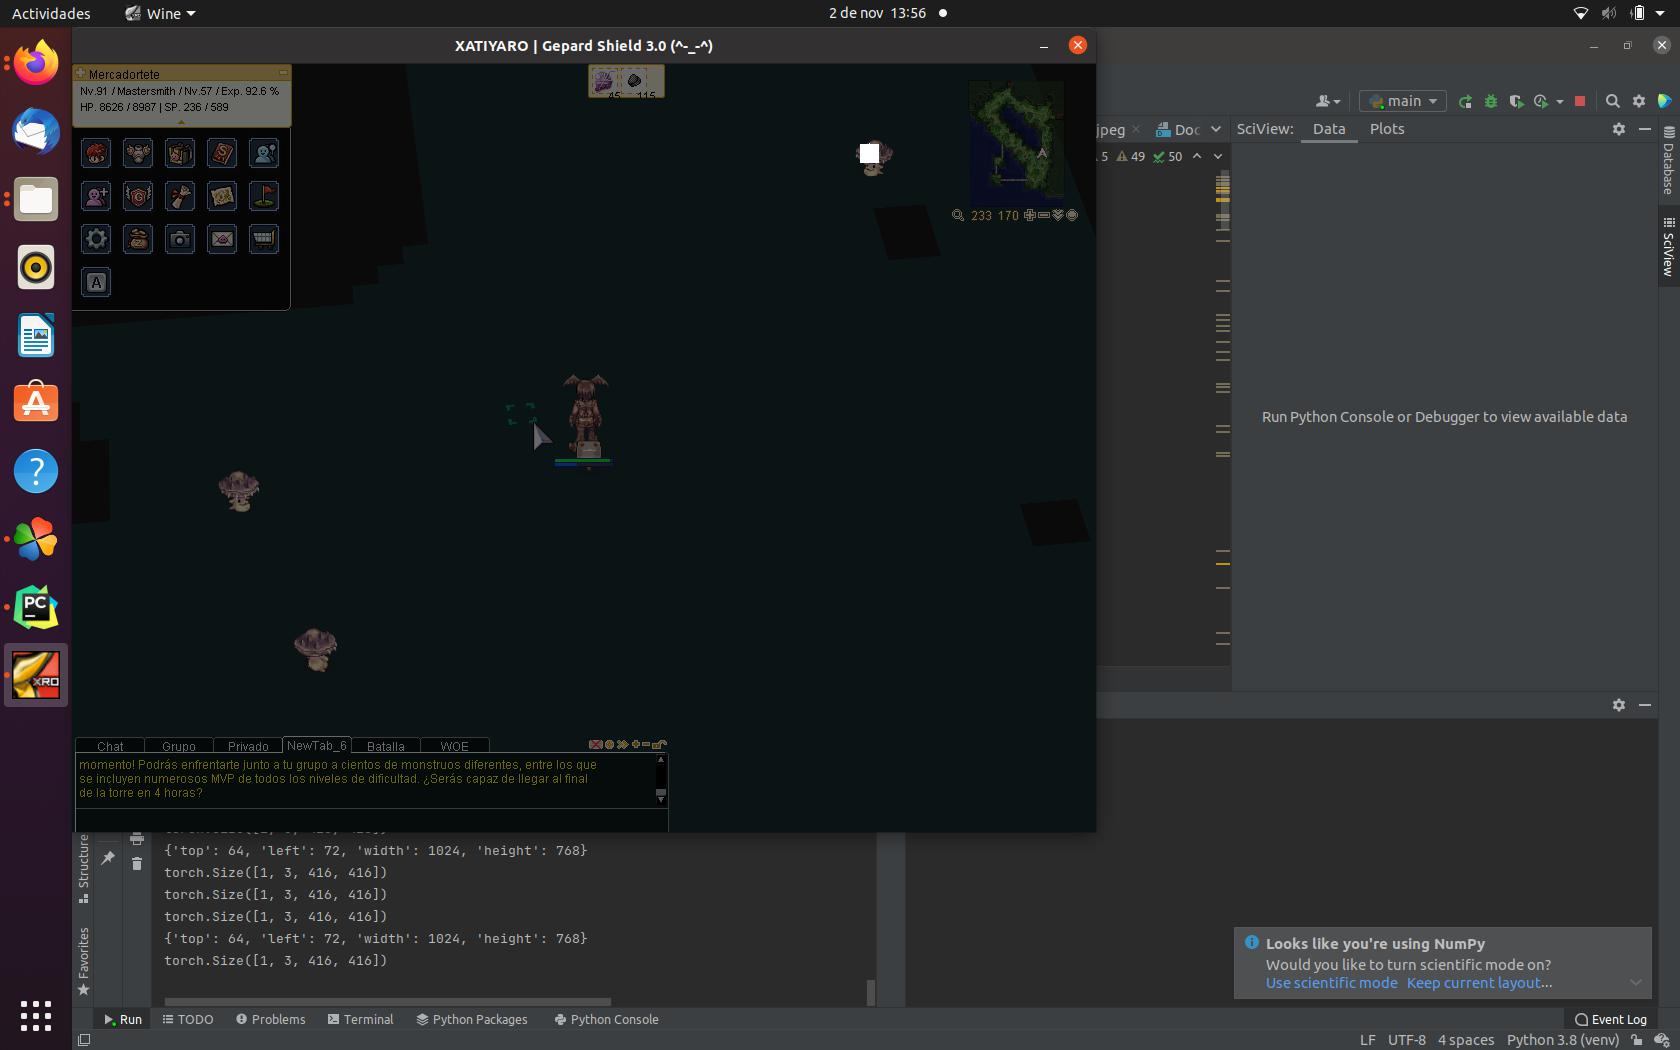 Actividades
Wine
2 de nov 13:56
XATIYARO | Gepard Shield 3.0 (^-_-^)
Mercadortete
Nv.91 / Mastersmith / Nv.57 / Exp. 92.6 %
HP. 8626 / 8987 | SP. 236 / 589
45 115
A
233 170
main
jpeg
Doc
5 49 50
SciView: Data Plots
Database
SciView
Run Python Console or Debugger to view available data
PC
XRO
Chat Grupo Privado NewTab_6 Batalla WOE
momento! Podrás enfrentarte junto a tu grupo a cientos de monstruos diferentes, entre los que
se incluyen numerosos MVP de todos los niveles de dificultad. ¿Serás capaz de llegar al final
de la torre en 4 horas?
Structure
Favorites
{'top': 64, 'left': 72, 'width': 1024, 'height': 768}
torch.Size([1, 3, 416, 416])
torch.Size([1, 3, 416, 416])
torch.Size([1, 3, 416, 416])
{'top': 64, 'left': 72, 'width': 1024, 'height': 768}
torch.Size([1, 3, 416, 416])
Looks like you're using NumPy
Would you like to turn scientific mode on?
Use scientific mode Keep current layout...
Run TODO Problems Terminal Python Packages Python Console
Event Log
LF UTF-8 4 spaces Python 3.8 (venv)